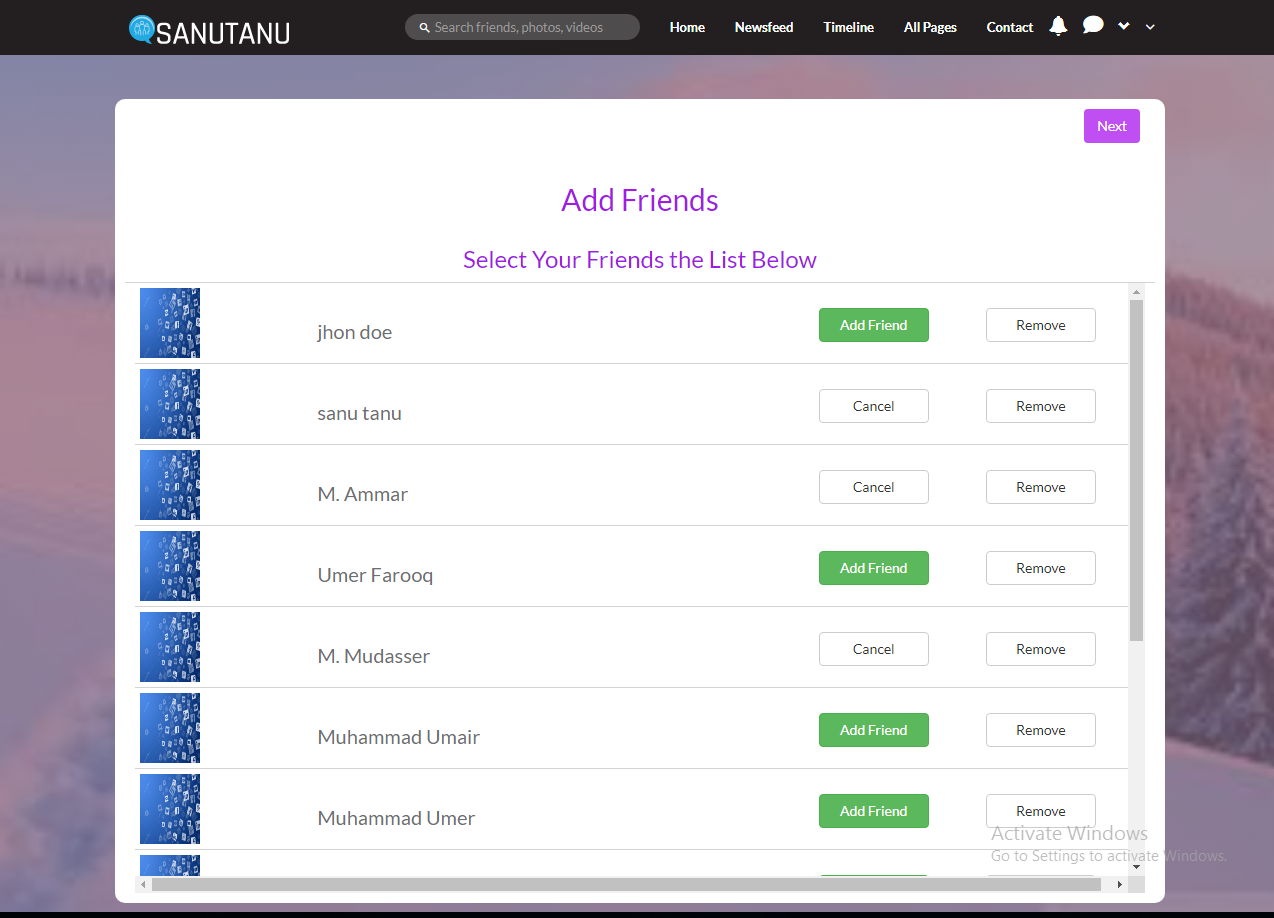 SANUTANU
Search friends, photos, videos
Home Newsfeed Timeline All Pages Contact
Next
Add Friends
Select Your Friends the List Below
jhon doe Add Friend Remove
sanu tanu Cancel Remove
M. Ammar Cancel Remove
Umer Farooq Add Friend Remove
M. Mudasser Cancel Remove
Muhammad Umair Add Friend Remove
Muhammad Umer Add Friend Remove
Activate Windows
Go to Settings to activate Windows.